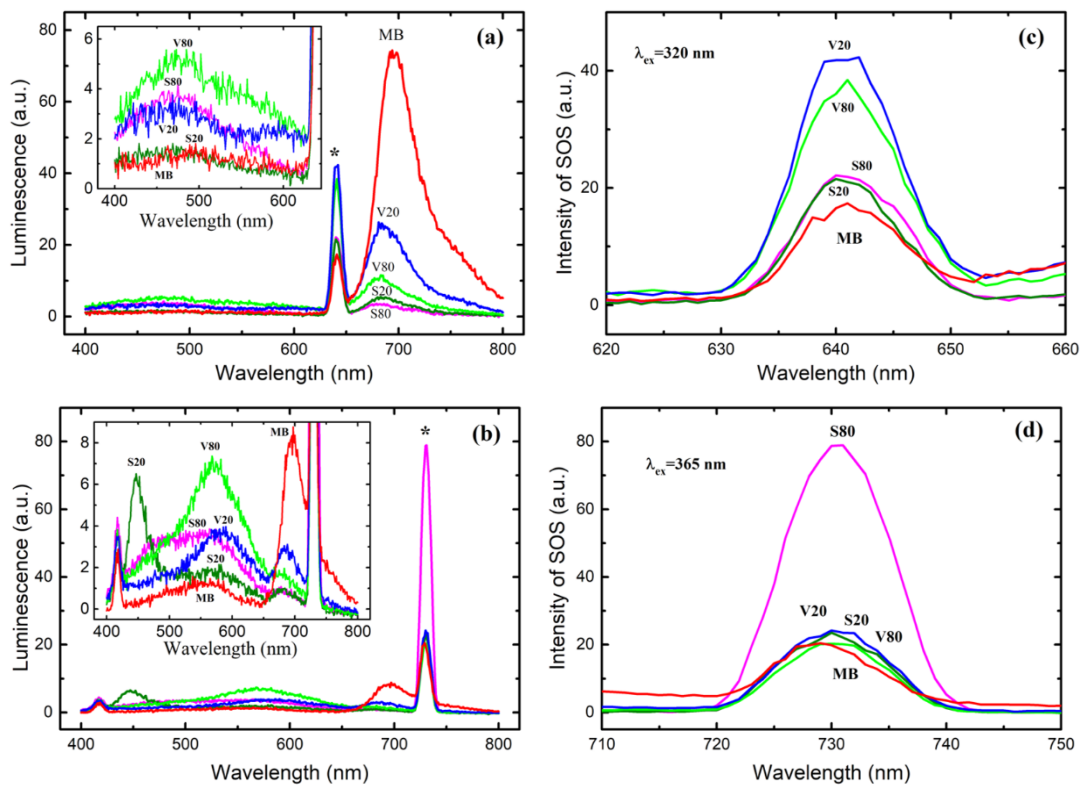 (a)
Luminescence (a.u.)
80
60
40
20
0
400 500 600 700 800
Wavelength (nm)
MB
V20
V80
S20
S80
*
6
4
2
0
400 500 600
Wavelength (nm)
V80
S80
V20
S20
MB
(c)
λex=320 nm
Intensity of SOS (a.u.)
40
20
0
620 630 640 650 660
Wavelength (nm)
V20
V80
S80
S20
MB
(b)
Luminescence (a.u.)
80
60
40
20
0
400 500 600 700 800
Wavelength (nm)
*
8
6
4
2
0
400 500 600 700 800
Wavelength (nm)
S20
V80
MB
S80
V20
S20
MB
(d)
λex=365 nm
Intensity of SOS (a.u.)
80
60
40
20
0
710 720 730 740 750
Wavelength (nm)
S80
V20
S20
V80
MB